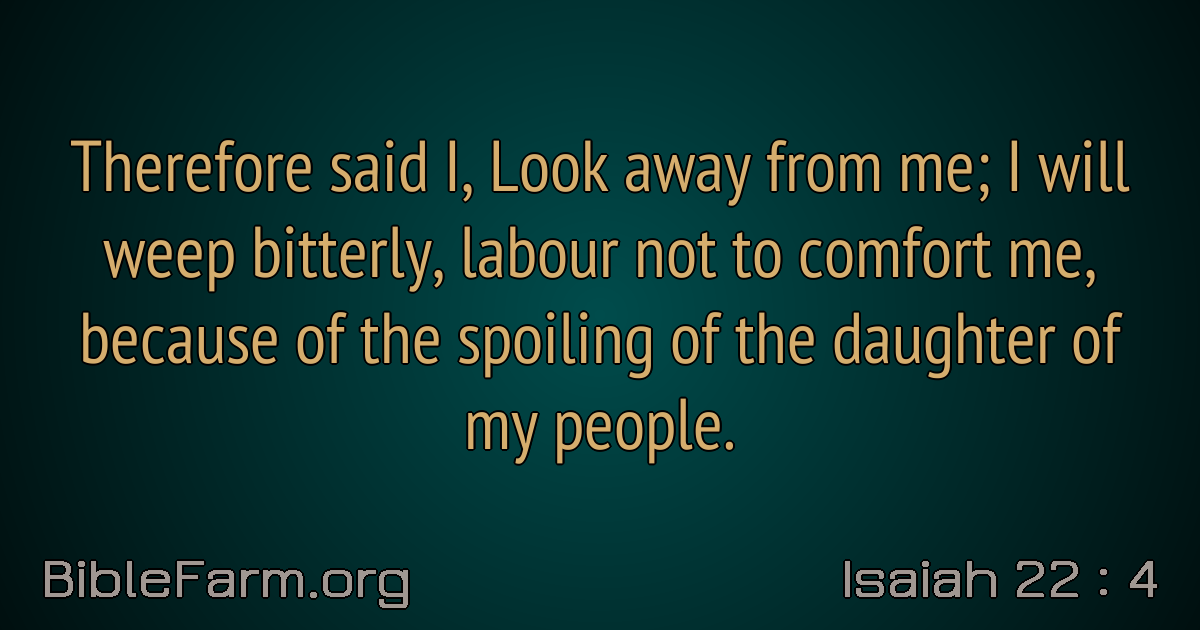 Therefore said I, Look away from me; I will
weep bitterly, labour not to comfort me,
because of the spoiling of the daughter of
my people.
BibleFarm.org
Isaiah 22 : 4